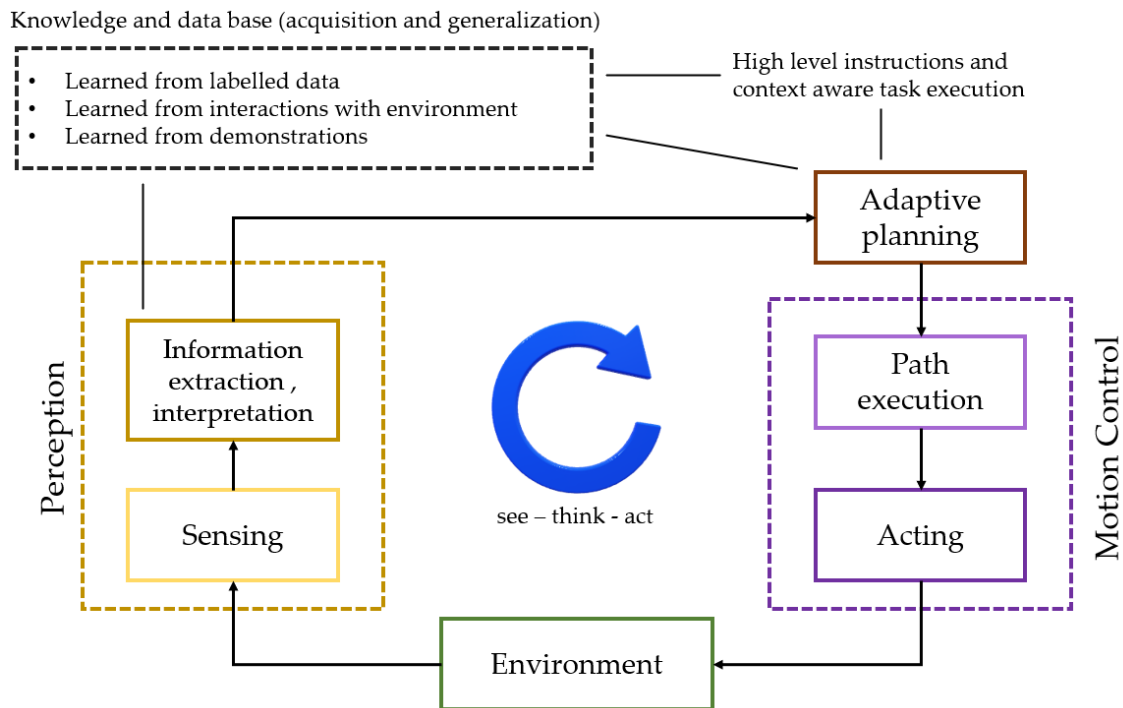 Knowledge and data base (acquisition and generalization)
• Learned from labelled data
• Learned from interactions with environment
• Learned from demonstrations
High level instructions and
context aware task execution
Adaptive
planning
Perception
Information
extraction ,
interpretation
Sensing
see – think - act
Path
execution
Acting
Motion Control
Environment